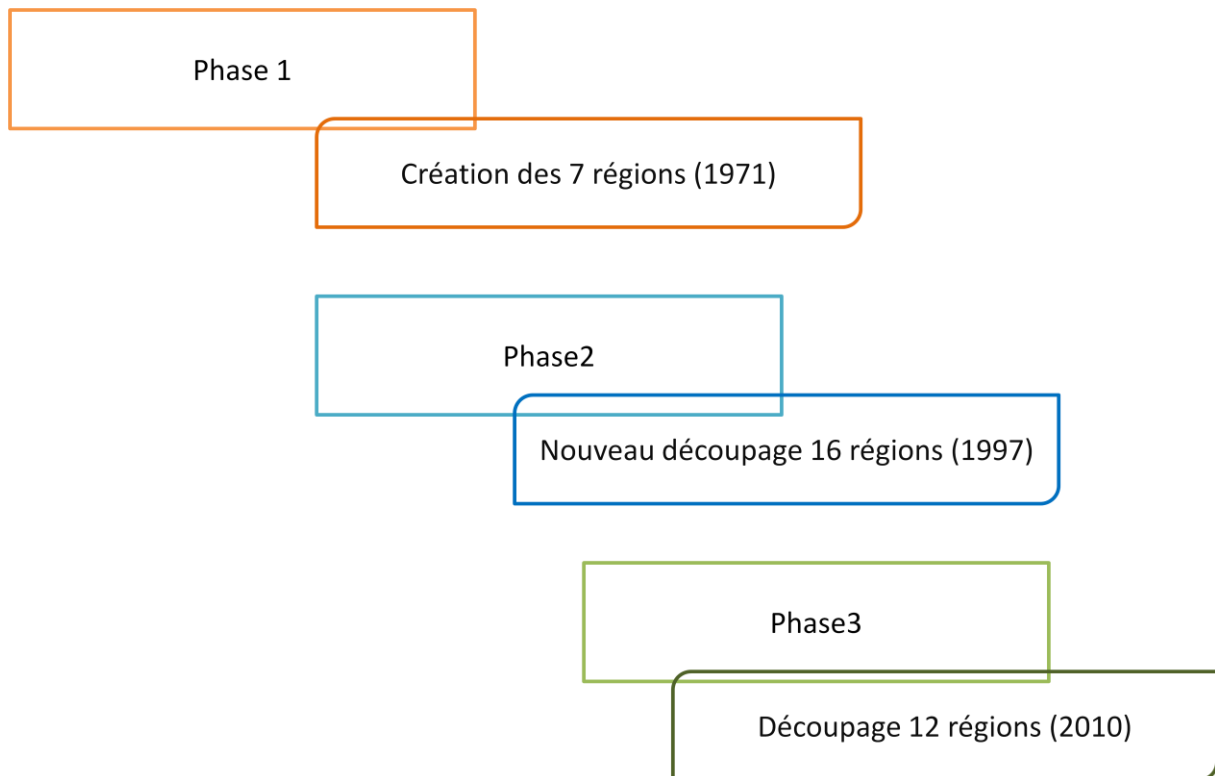 Phase 1
Création des 7 régions (1971)
Phase2
Nouveau découpage 16 régions (1997)
Phase3
Découpage 12 régions (2010)